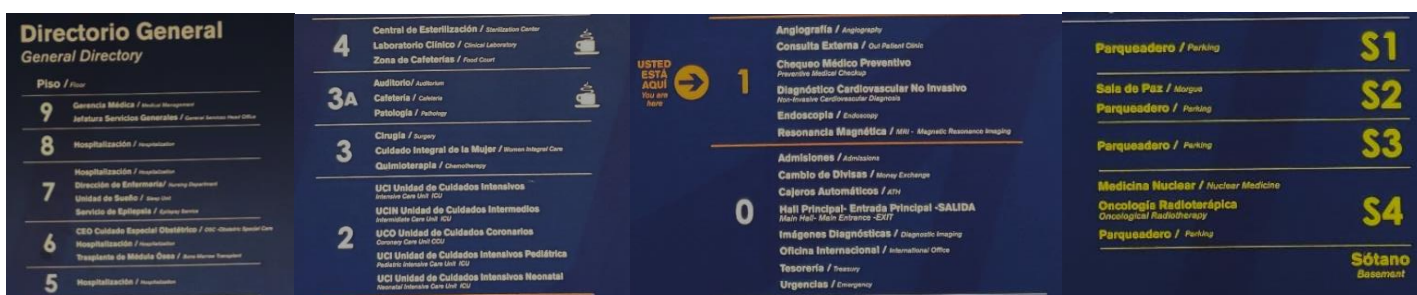 Directorio General
General Directory
Piso / Floor
9
Gerencia Médica / Medical Management
Jefatura Servicios Generales / General Services Head Office
8
Hospitalización / Hospitalization
7
Hospitalización / Hospitalization
Dirección de Enfermería/ Nursing Department
Unidad de Sueño / Sleep Unit
Servicio de Epilepsia / Epilepsy Service
6
CEO Cuidado Especial Obstétrico / OSC -Obstetric Special Care
Hospitalización / Hospitalization
Trasplante de Médula Ósea / Bone Marrow Transplant
5
Hospitalización / Hospitalization
4
Central de Esterilización / Sterilization Center
Laboratorio Clínico / Clinical Laboratory
Zona de Cafeterías / Food Court
3A
Auditorio/ Auditorium
Cafetería / Cafeteria
Patología / Pathology
3
Cirugía / Surgery
Cuidado Integral de la Mujer / Women Integral Care
Quimioterapia / Chemotherapy
2
UCI Unidad de Cuidados Intensivos
Intensive Care Unit ICU
UCIN Unidad de Cuidados Intermedios
Intermidiate Care Unit ICU
UCO Unidad de Cuidados Coronarios
Coronary Care Unit CCU
UCI Unidad de Cuidados Intensivos Pediátrica
Pediatric Intensive Care Unit ICU
UCI Unidad de Cuidados Intensivos Neonatal
Neonatal Intensive Care Unit ICU
USTED
ESTÁ
AQUÍ
You are
here
1
Angiografía / Angiography
Consulta Externa / Out Patient Clinic
Chequeo Médico Preventivo
Preventive Medical Checkup
Diagnóstico Cardiovascular No Invasivo
Non-Invasive Cardiovascular Diagnosis
Endoscopia / Endoscopy
Resonancia Magnética / MRI - Magnetic Resonance Imaging
0
Admisiones / Admissions
Cambio de Divisas / Money Exchange
Cajeros Automáticos / ATH
Hall Principal- Entrada Principal -SALIDA
Main Hall- Main Entrance -EXIT
Imágenes Diagnósticas / Diagnostic Imaging
Oficina Internacional / International Office
Tesorería / Treasury
Urgencias / Emergency
Parqueadero / Parking
S1
Sala de Paz / Morgue
Parqueadero / Parking
S2
Parqueadero / Parking
S3
Medicina Nuclear / Nuclear Medicine
Oncología Radioterápica
Oncological Radiotherapy
Parqueadero / Parking
S4
Sótano
Basement